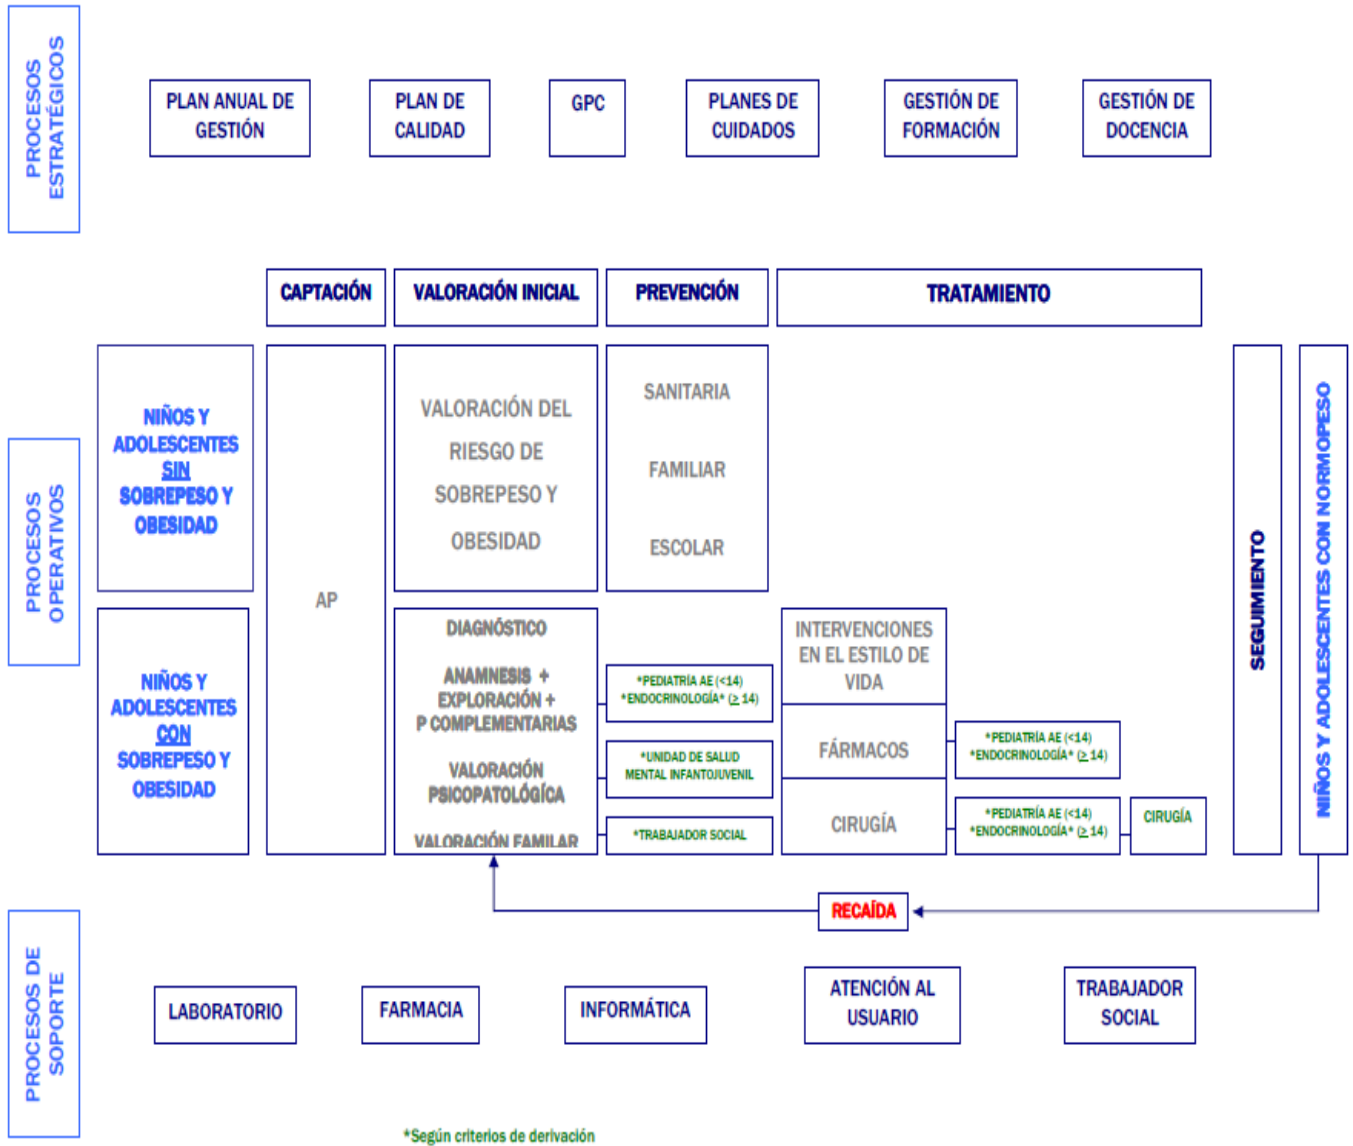 PROCESOS
ESTRATÉGICOS
PLAN ANUAL DE
GESTIÓN
PLAN DE
CALIDAD
GPC
PLANES DE
CUIDADOS
GESTIÓN DE
FORMACIÓN
GESTIÓN DE
DOCENCIA
PROCESOS
OPERATIVOS
CAPTACIÓN
VALORACIÓN INICIAL
PREVENCIÓN
TRATAMIENTO
NIÑOS Y
ADOLESCENTES
SIN
SOBREPESO Y
OBESIDAD
AP
VALORACIÓN DEL
RIESGO DE
SOBREPESO Y
OBESIDAD
SANITARIA
FAMILIAR
ESCOLAR
NIÑOS Y
ADOLESCENTES
CON
SOBREPESO Y
OBESIDAD
DIAGNÓSTICO
ANAMNESIS +
EXPLORACIÓN +
P COMPLEMENTARIAS
VALORACIÓN
PSICOPATOLÓGÍCA
VALORACIÓN FAMILAR
*PEDIATRÍA AE (<14)
*ENDOCRINOLOGÍA* (≥ 14)
*UNIDAD DE SALUD
MENTAL INFANTOJUVENIL
*TRABAJADOR SOCIAL
INTERVENCIONES
EN EL ESTILO DE
VIDA
FÁRMACOS
*PEDIATRÍA AE (<14)
*ENDOCRINOLOGÍA* (≥ 14)
CIRUGÍA
*PEDIATRÍA AE (<14)
*ENDOCRINOLOGÍA* (≥ 14)
CIRUGÍA
SEGUIMIENTO
NIÑOS Y ADOLESCENTES CON NORMOPESO
RECAÍDA
PROCESOS DE
SOPORTE
LABORATORIO
FARMACIA
INFORMÁTICA
ATENCIÓN AL
USUARIO
TRABAJADOR
SOCIAL
*Según criterios de derivación